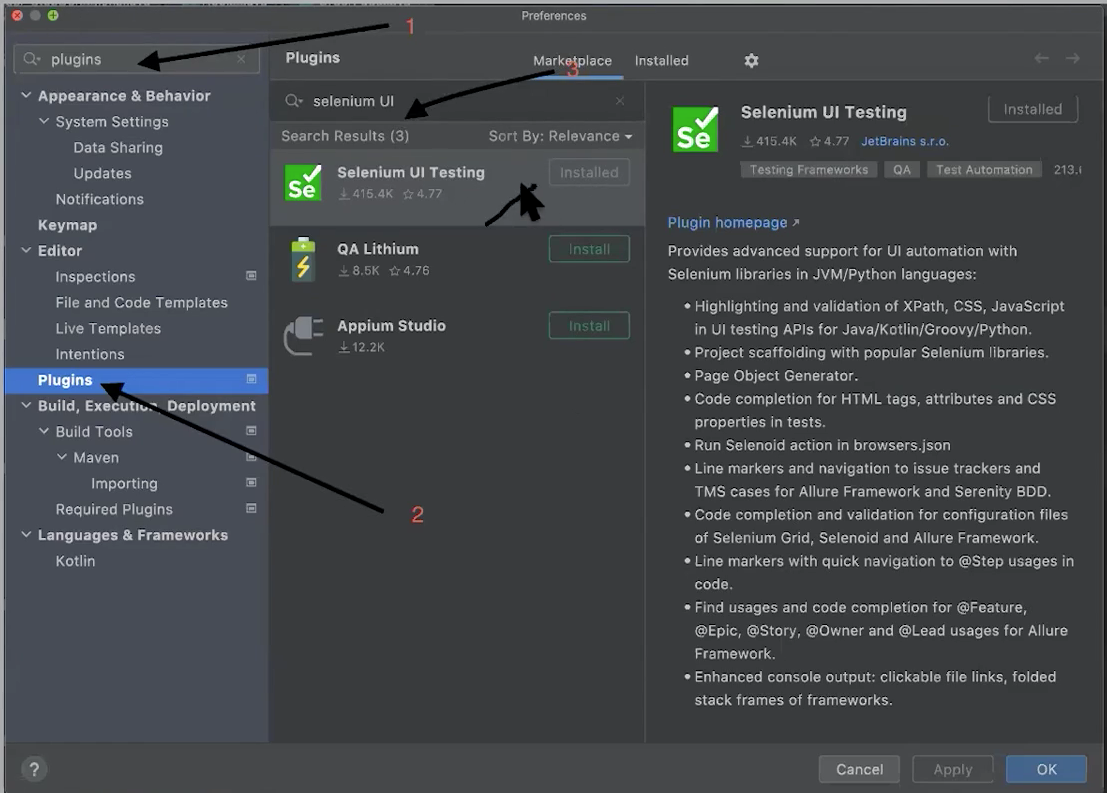 Preferences
1
plugins
Appearance & Behavior
System Settings
Data Sharing
Updates
Notifications
Keymap
Editor
Inspections
File and Code Templates
Live Templates
Intentions
Plugins
Build, Execution, Deployment
Build Tools
Maven
Importing
Required Plugins
Languages & Frameworks
Kotlin
2
Plugins
Marketplace
Installed
3
selenium UI
Search Results (3)
Sort By: Relevance
Se
Selenium UI Testing
415.4K 4.77
Installed
QA Lithium
8.5K 4.76
Install
Appium Studio
12.2K
Install
Se
Selenium UI Testing
Installed
415.4K 4.77 JetBrains s.r.o.
Testing Frameworks QA Test Automation 213.
Plugin homepage ↗
Provides advanced support for UI automation with
Selenium libraries in JVM/Python languages:
• Highlighting and validation of XPath, CSS, JavaScript
in UI testing APIs for Java/Kotlin/Groovy/Python.
• Project scaffolding with popular Selenium libraries.
• Page Object Generator.
• Code completion for HTML tags, attributes and CSS
properties in tests.
• Run Selenoid action in browsers.json
• Line markers and navigation to issue trackers and
TMS cases for Allure Framework and Serenity BDD.
• Code completion and validation for configuration files
of Selenium Grid, Selenoid and Allure Framework.
• Line markers with quick navigation to @Step usages in
code.
• Find usages and code completion for @Feature,
@Epic, @Story, @Owner and @Lead usages for Allure
Framework.
• Enhanced console output: clickable file links, folded
stack frames of frameworks.
?
Cancel
Apply
OK